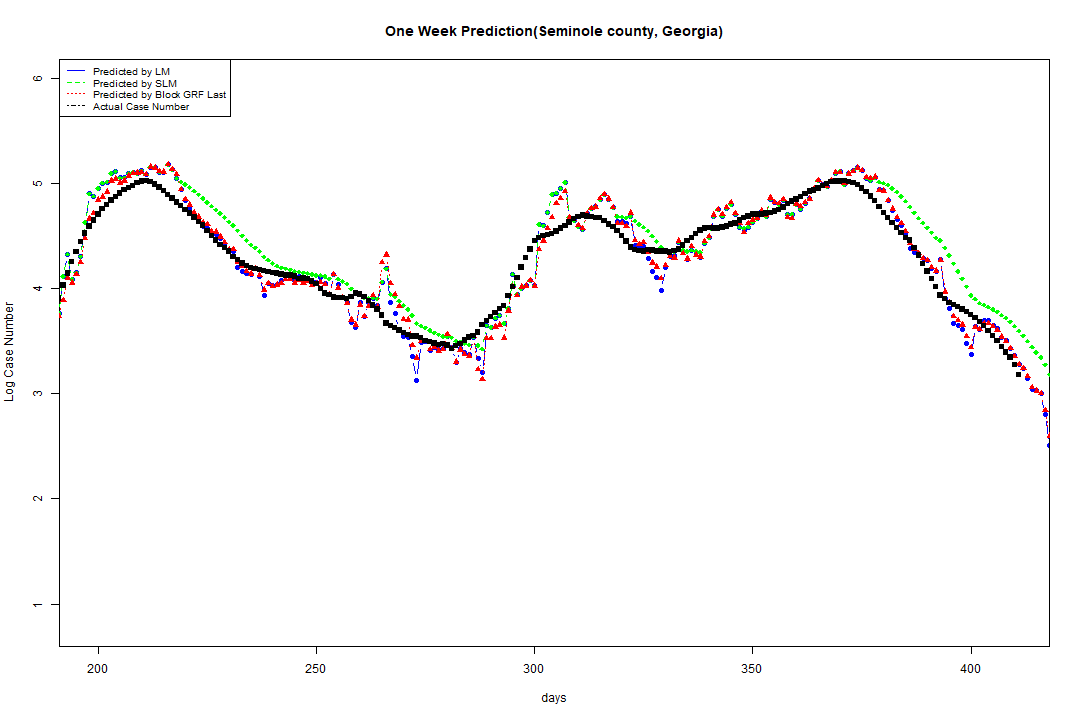 One Week Prediction(Seminole county, Georgia)
Predicted by LM
Predicted by SLM
Predicted by Block GRF Last
Actual Case Number
6
5
4
3
2
1
Log Case Number
200
250
300
350
400
days